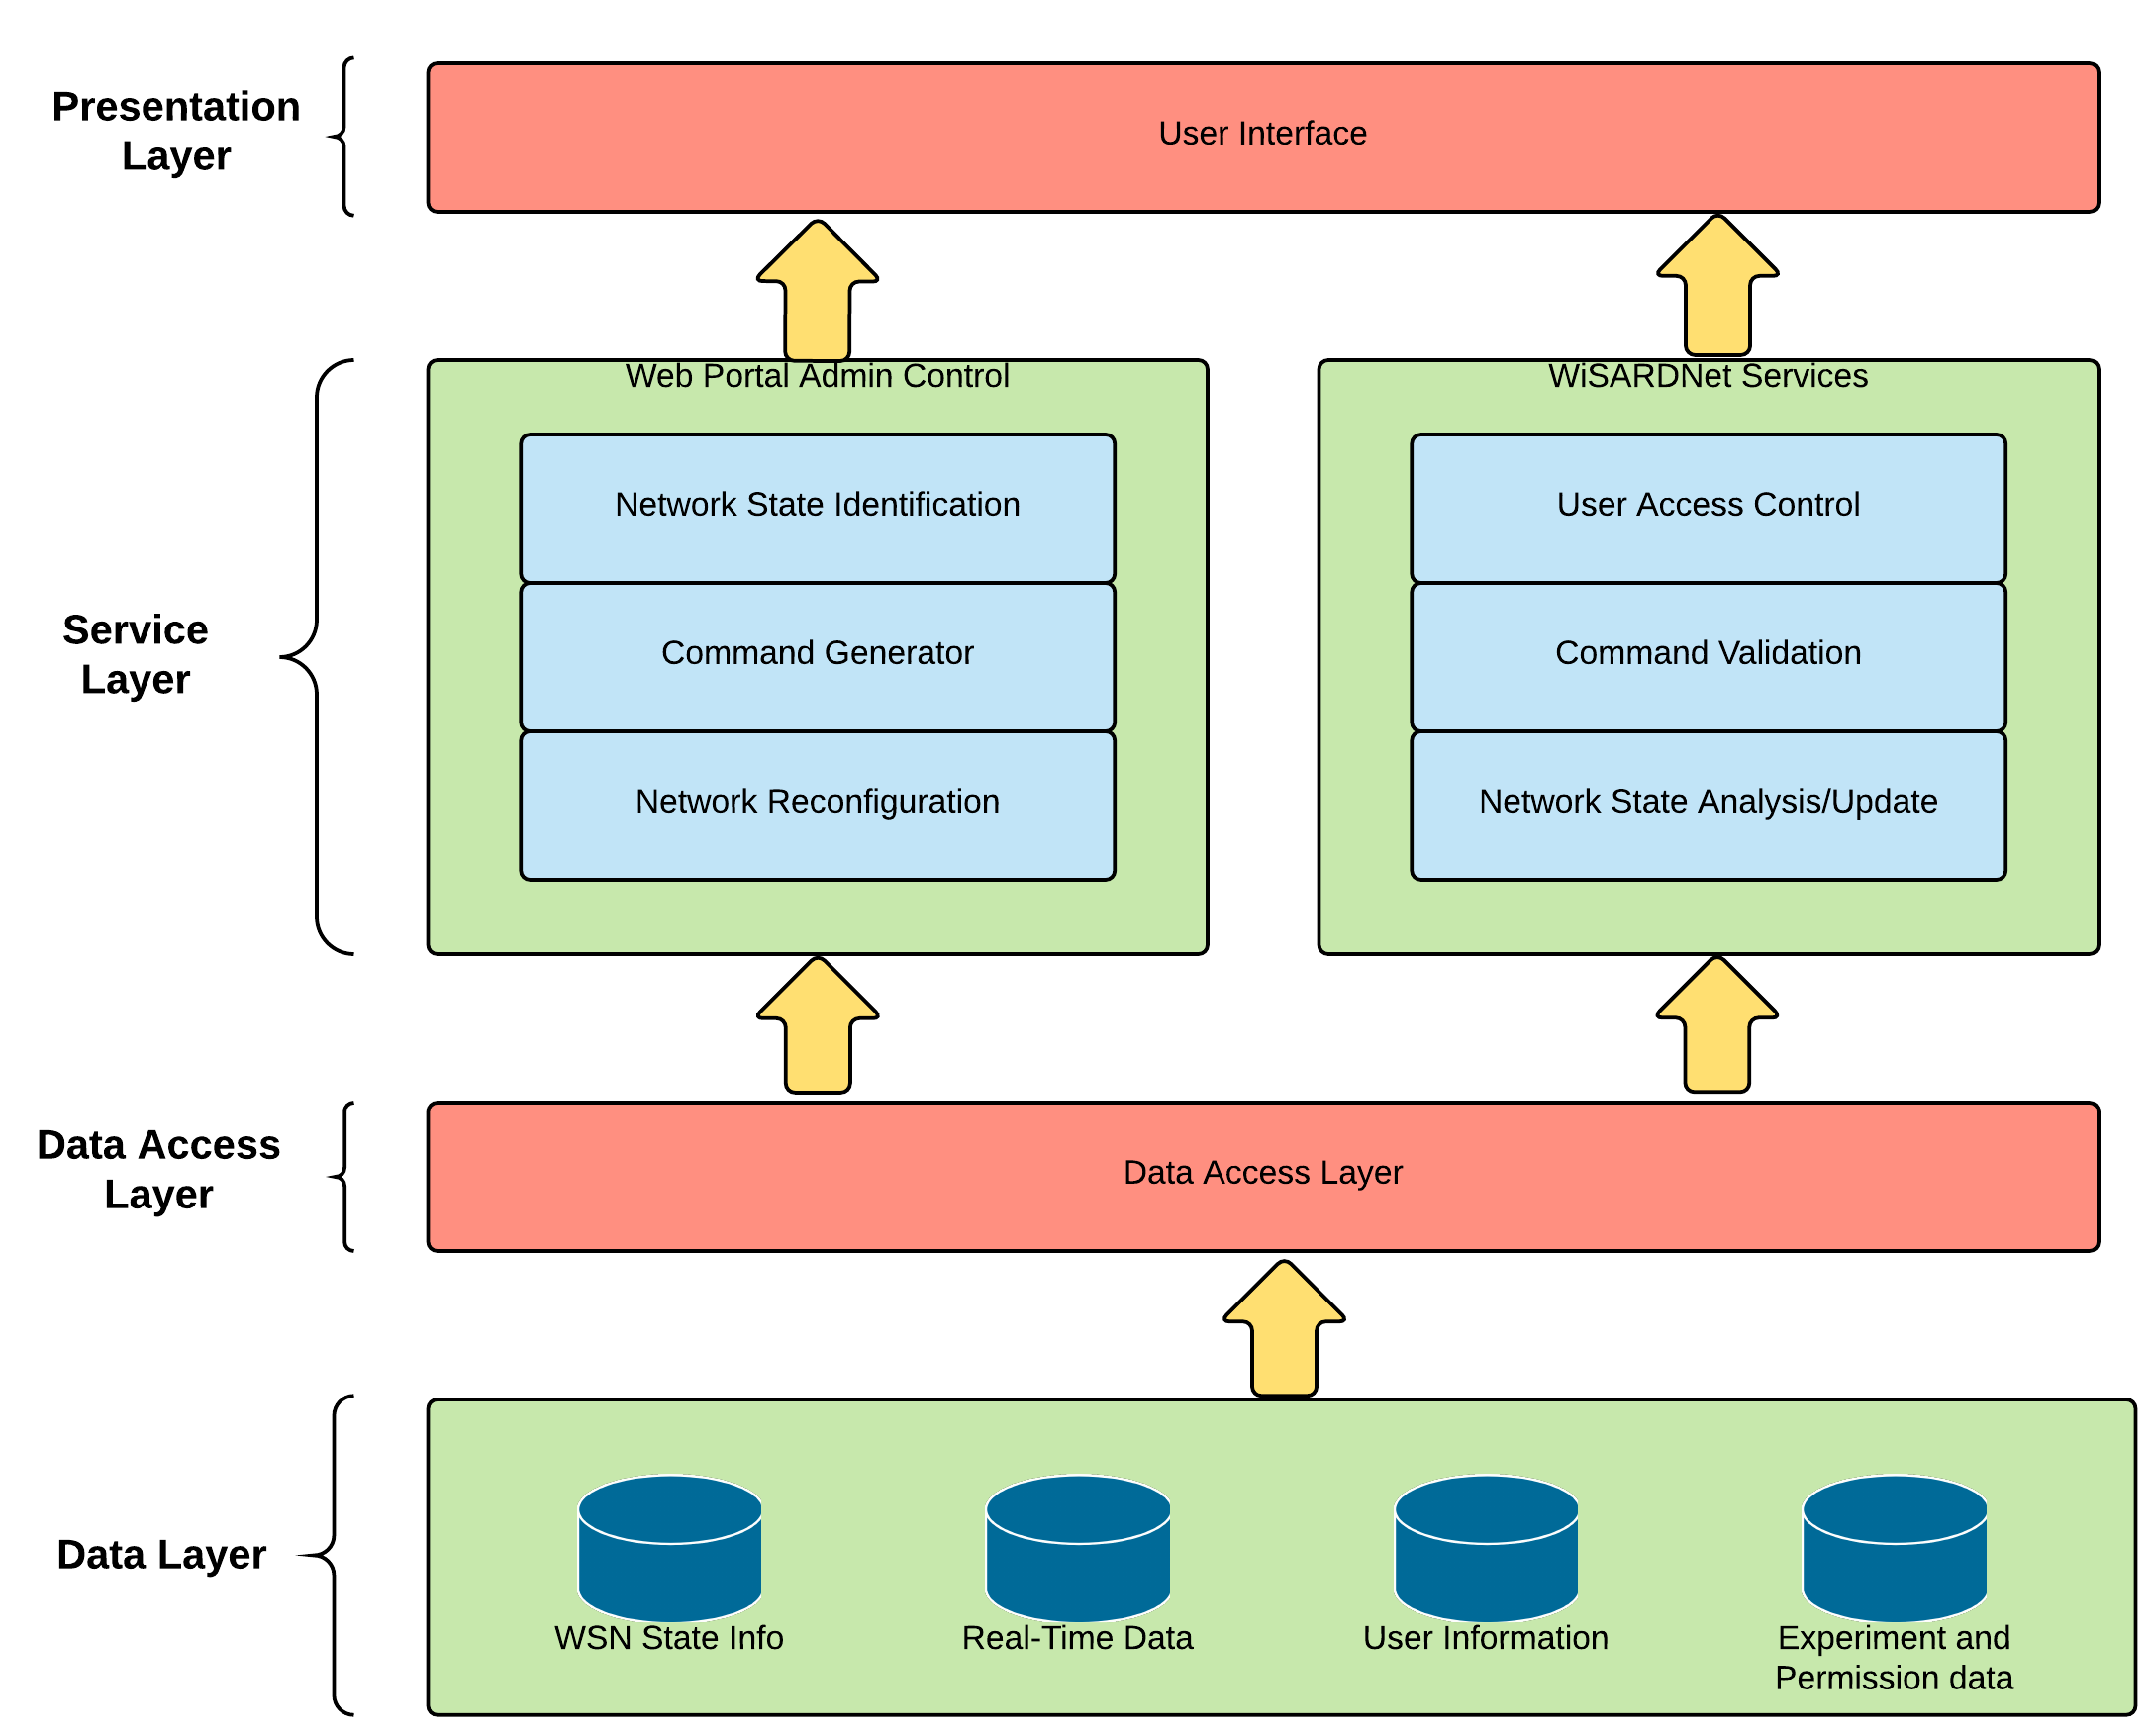 Presentation
Layer
User Interface
Service
Layer
Web Portal Admin Control
Network State Identification
Command Generator
Network Reconfiguration
WiSARDNet Services
User Access Control
Command Validation
Network State Analysis/Update
Data Access
Layer
Data Access Layer
Data Layer
WSN State Info
Real-Time Data
User Information
Experiment and
Permission data